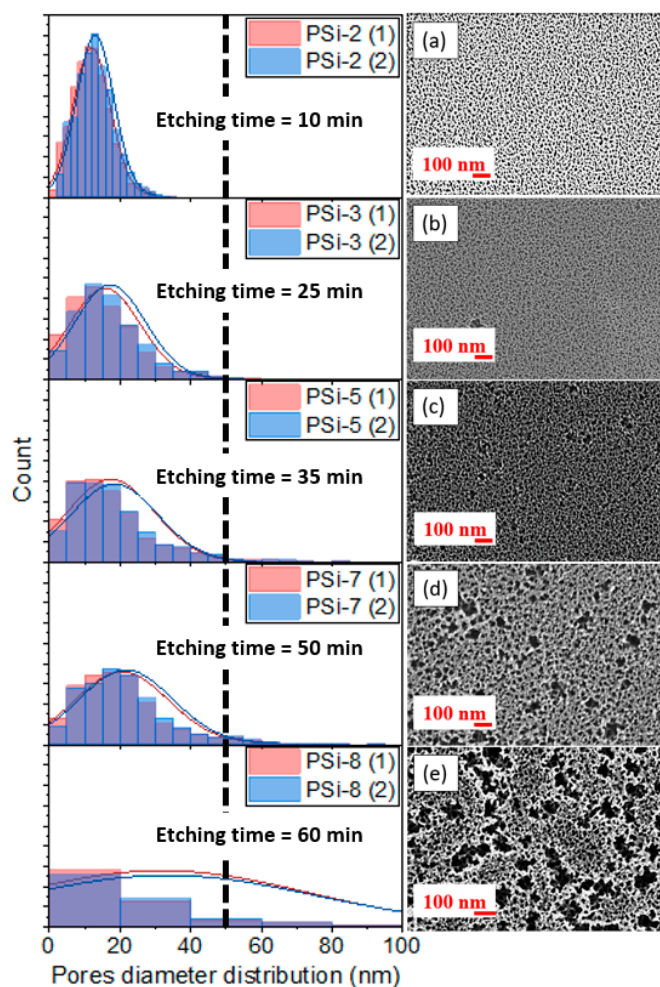 PSi-2 (1)
PSi-2 (2)
Etching time = 10 min
(a)
100 nm
PSi-3 (1)
PSi-3 (2)
Etching time = 25 min
(b)
100 nm
PSi-5 (1)
PSi-5 (2)
Etching time = 35 min
(c)
100 nm
PSi-7 (1)
PSi-7 (2)
Etching time = 50 min
(d)
100 nm
PSi-8 (1)
PSi-8 (2)
Etching time = 60 min
(e)
100 nm
Count
0 20 40 60 80 100
Pores diameter distribution (nm)